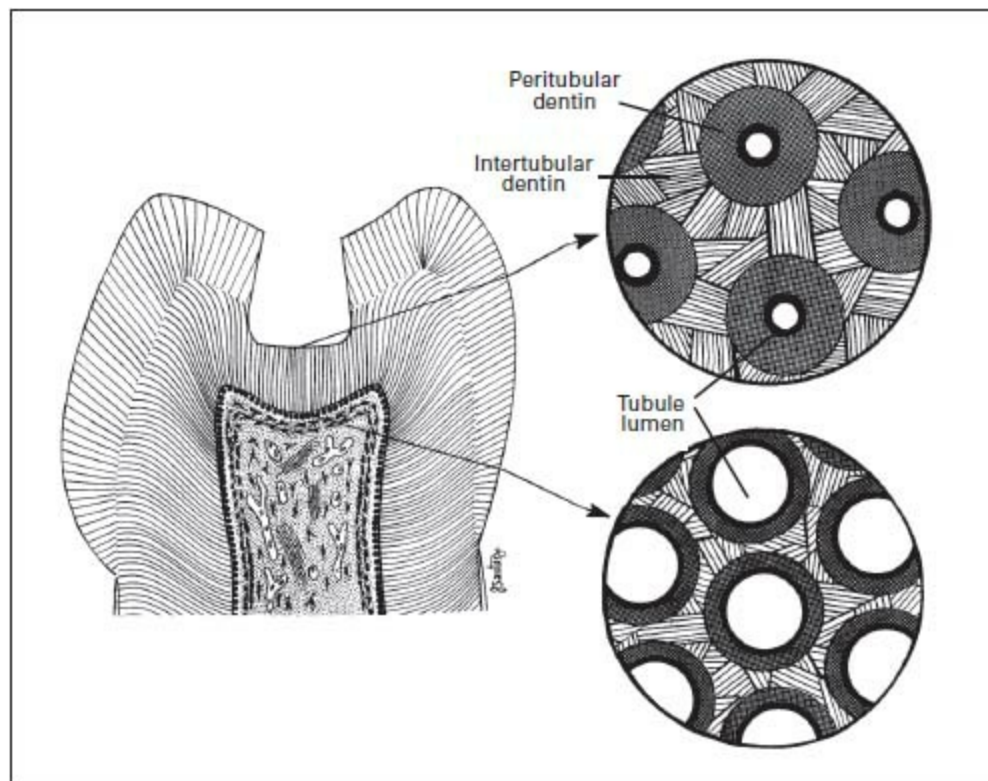 Peritubular
dentin
Intertubular
dentin
Tubule
lumen